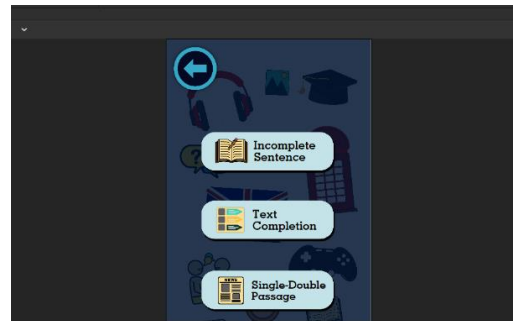 Incomplete
Sentence
Text
Completion
Single-Double
Passage